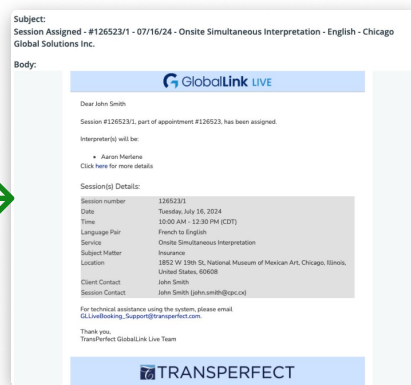 Subject:
Session Assigned - #126523/1 - 07/16/24 - Onsite Simultaneous Interpretation - English - Chicago
Global Solutions Inc.
Body:
GlobalLink LIVE
Dear John Smith
Session #126523/1, part of appointment #126523, has been assigned.
Interpreter(s) will be:
• Aaron Merlene
Click here for more details
Session(s) Details:
Session number 126523/1
Date Tuesday, July 16, 2024
Time 10:00 AM - 12:30 PM (CDT)
Language Pair French to English
Service Onsite Simultaneous Interpretation
Subject Matter Insurance
Location 1852 W 19th St, National Museum of Mexican Art, Chicago, Illinois,
United States, 60608
Client Contact John Smith
Session Contact John Smith (john.smith@cpc.cx)
For technical assistance using the system, please email
GLLiveBooking_Support@transperfect.com.
Thank you,
TransPerfect GlobalLink Live Team
TRANSPERFECT